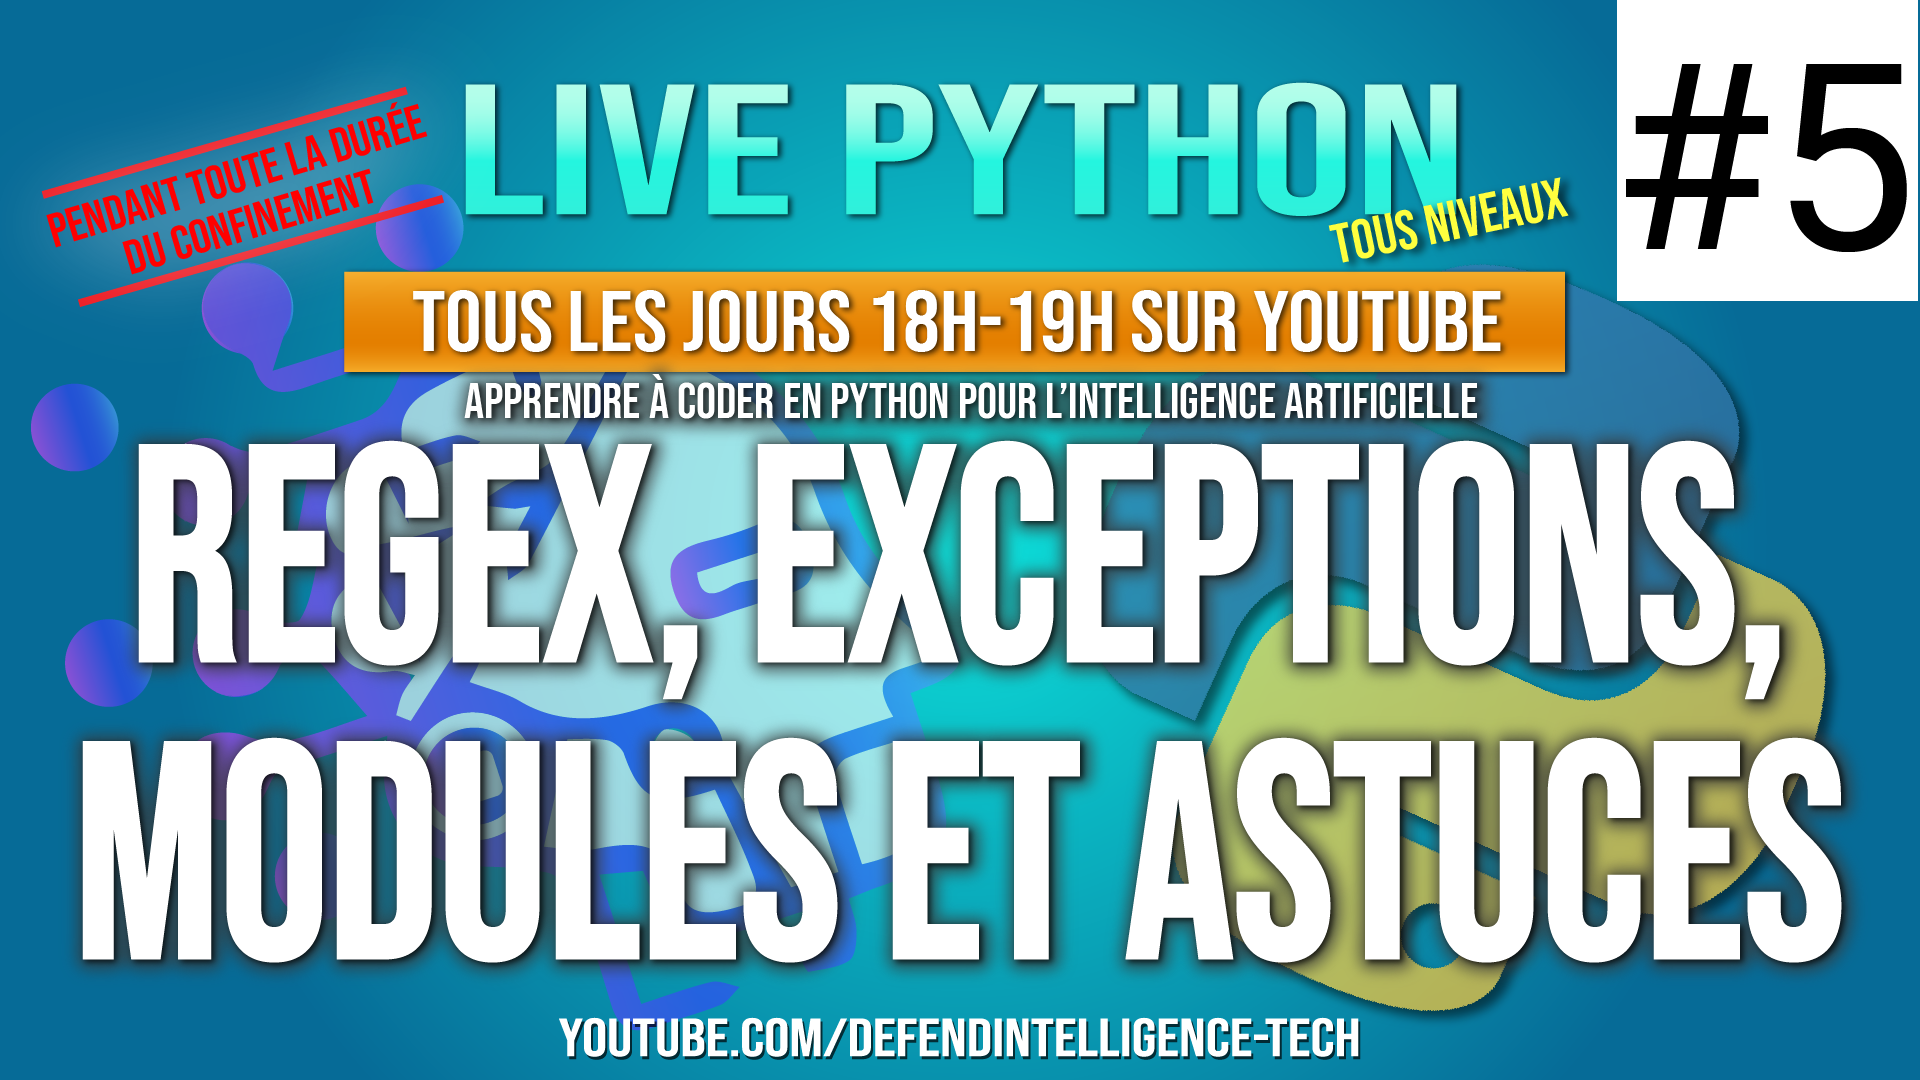 PENDANT TOUTE LA DURÉE
DU CONFINEMENT
LIVE PYTHON
TOUS NIVEAUX
#5
TOUS LES JOURS 18H-19H SUR YOUTUBE
APPRENDRE À CODER EN PYTHON POUR L'INTELLIGENCE ARTIFICIELLE
REGEX, EXCEPTIONS,
MODULES ET ASTUCES
YOUTUBE.COM/DEFENDINTELLIGENCE-TECH